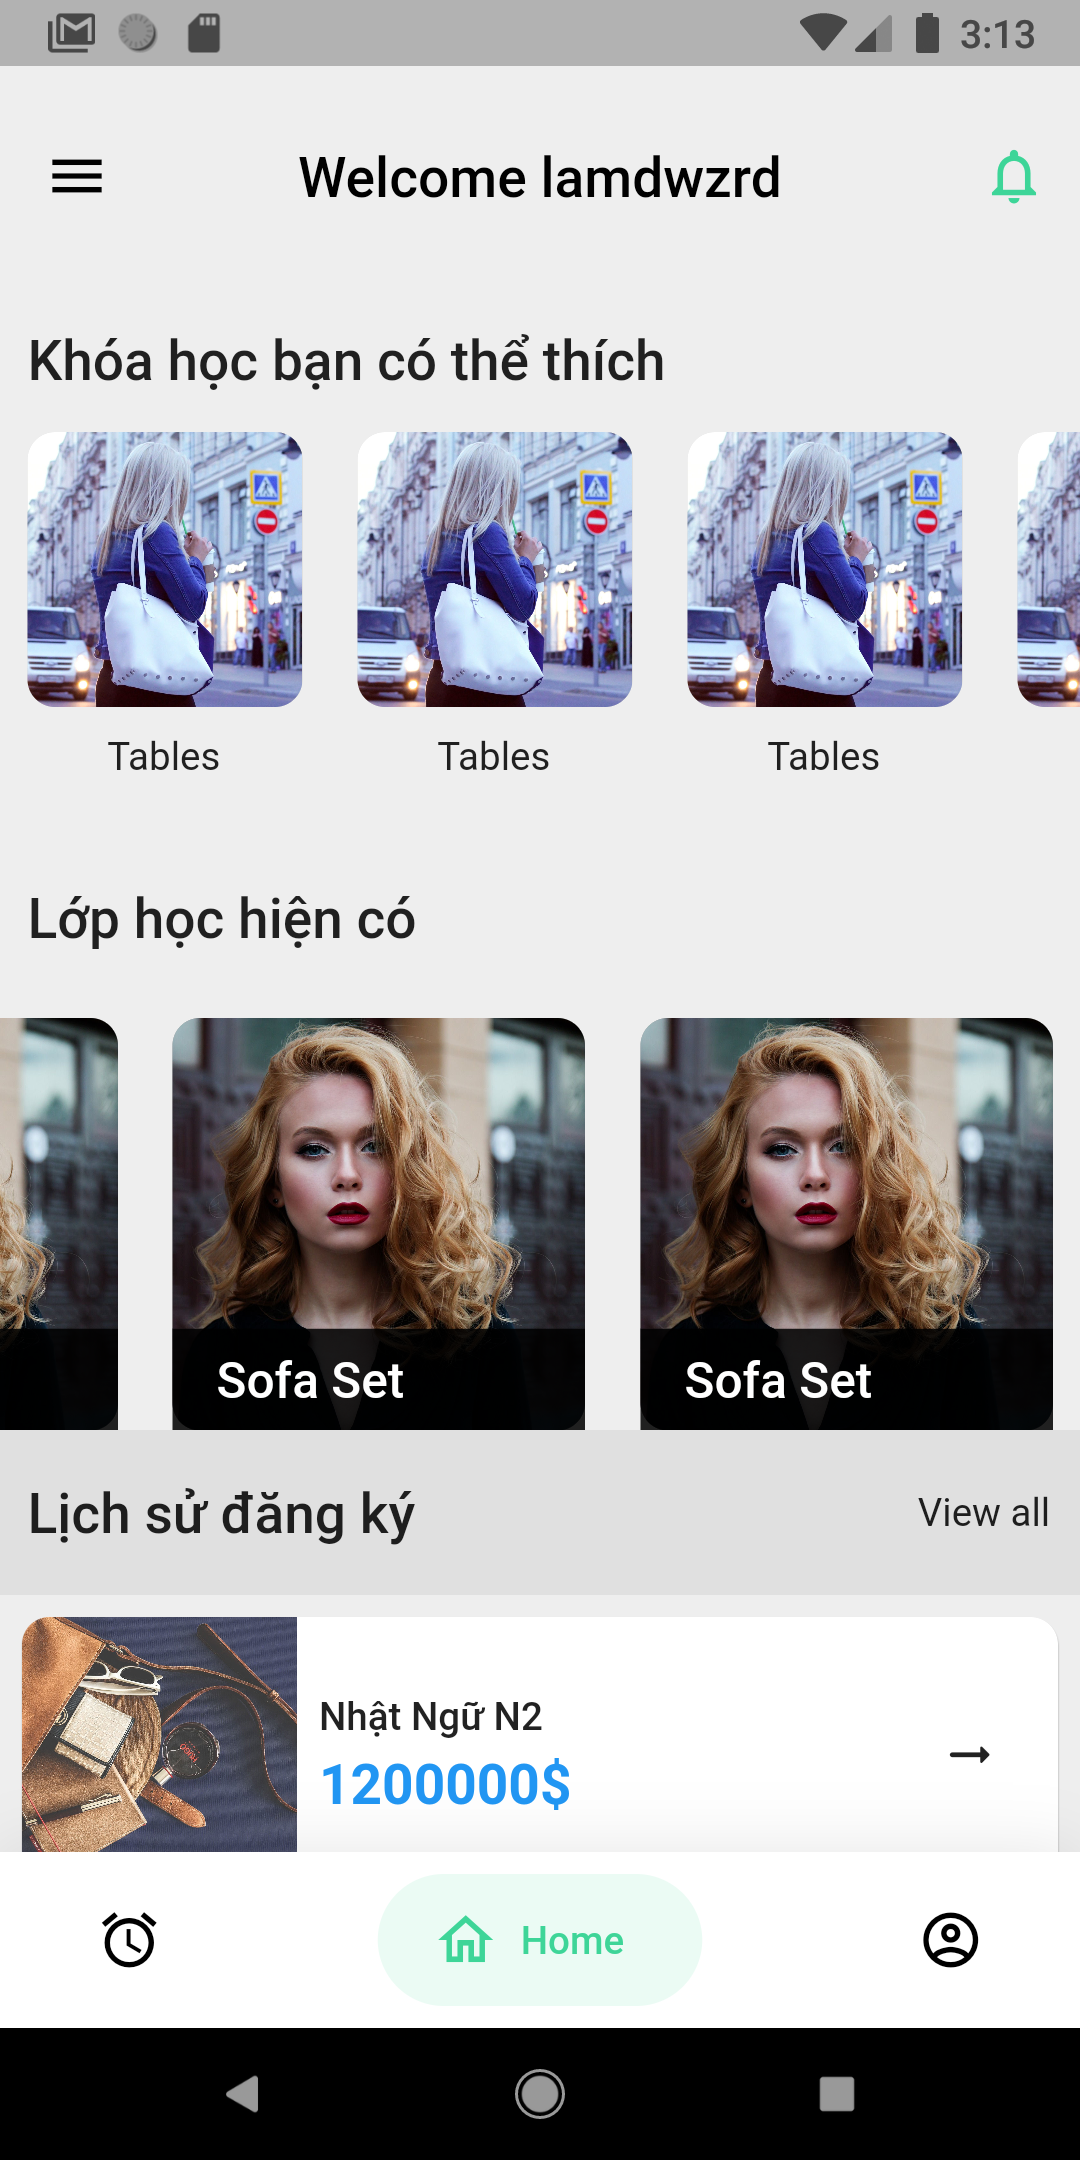 3:13
Welcome lamdwzrd
Khóa học bạn có thể thích
Tables
Tables
Tables
Lớp học hiện có
Sofa Set
Sofa Set
Lịch sử đăng ký
View all
Nhật Ngữ N2
1200000$
Home